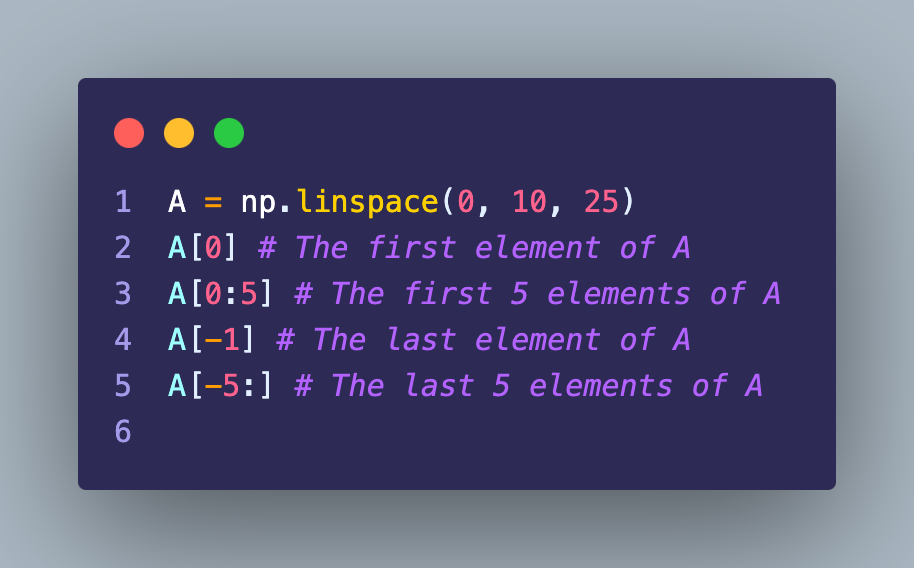 1 A = np.linspace(0, 10, 25)
2 A[0] # The first element of A
3 A[0:5] # The first 5 elements of A
4 A[-1] # The last element of A
5 A[-5:] # The last 5 elements of A
6